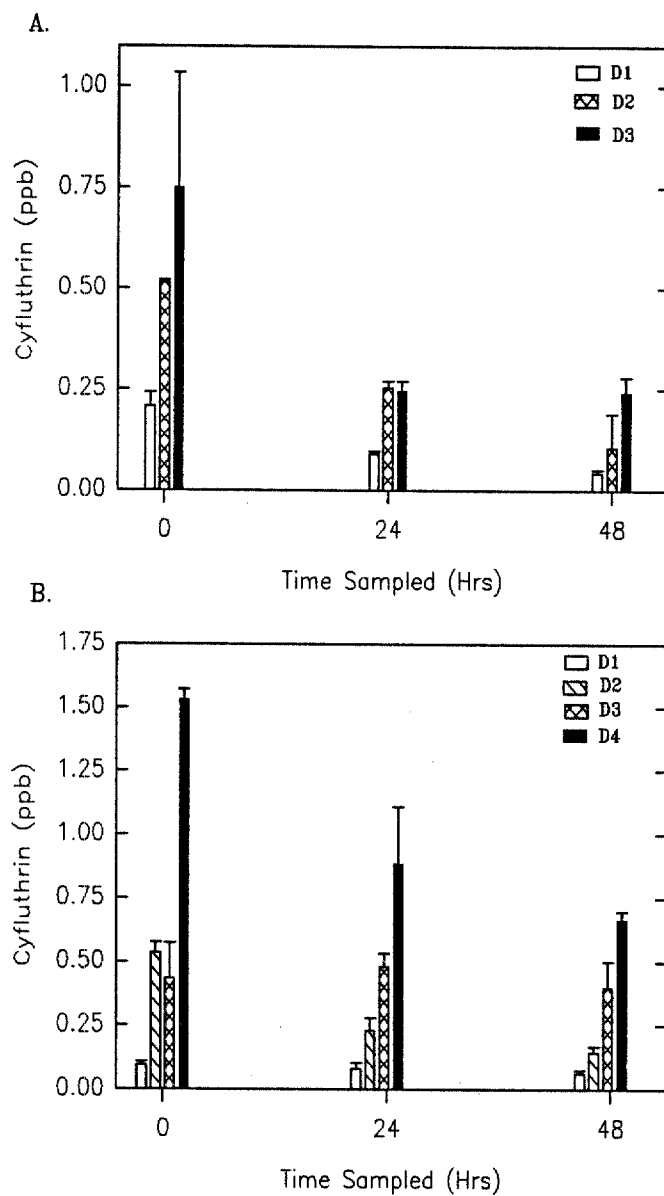 A.
1.00
0.75
0.50
0.25
0.00
Cyfluthrin (ppb)
D1
D2
D3
0
24
48
Time Sampled (Hrs)
B.
1.75
1.50
1.25
1.00
0.75
0.50
0.25
0.00
Cyfluthrin (ppb)
D1
D2
D3
D4
0
24
48
Time Sampled (Hrs)